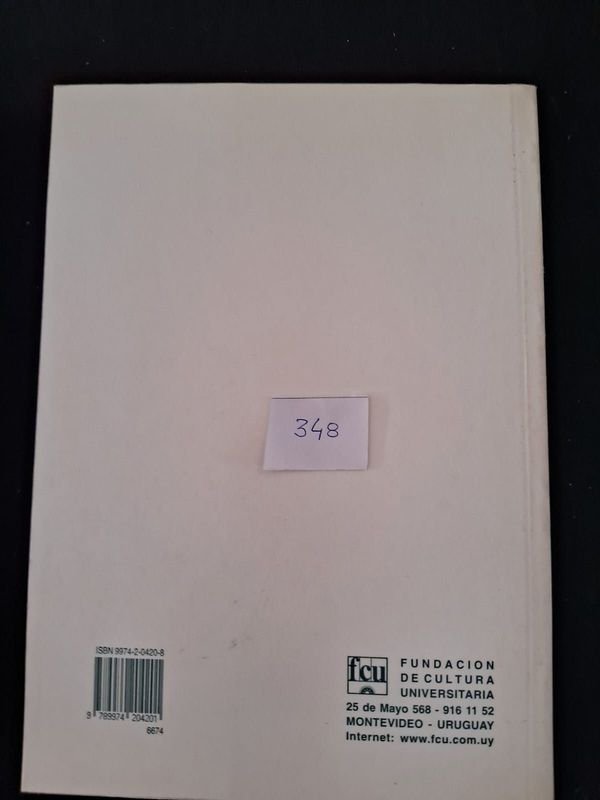 348
ISBN 9974-2-0420-8
9 789974 204201
6674
fcu
FUNDACION
DE CULTURA
UNIVERSITARIA
25 de Mayo 568 - 916 11 52
MONTEVIDEO - URUGUAY
Internet: www.fcu.com.uy